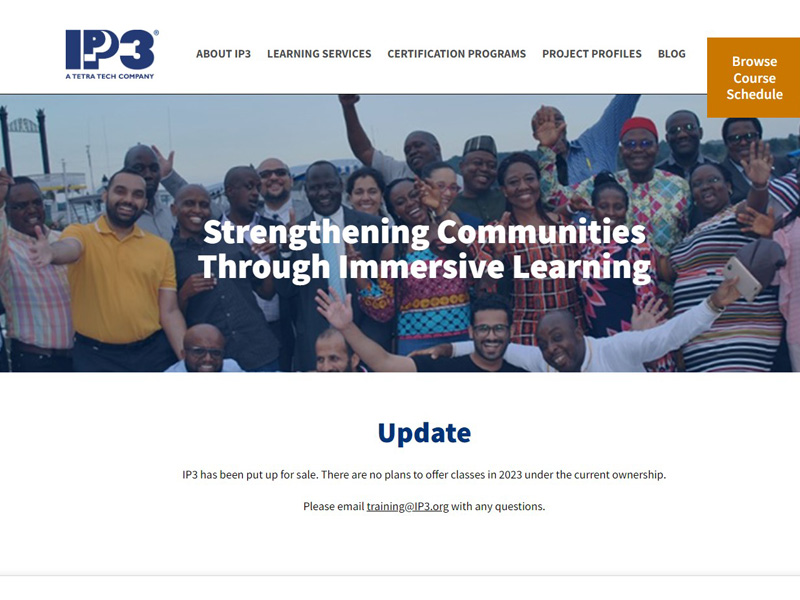 IP3®
A TETRA TECH COMPANY
ABOUT IP3 LEARNING SERVICES CERTIFICATION PROGRAMS PROJECT PROFILES BLOG
Browse
Course
Schedule
Strengthening Communities
Through Immersive Learning
Update
IP3 has been put up for sale. There are no plans to offer classes in 2023 under the current ownership.
Please email training@IP3.org with any questions.